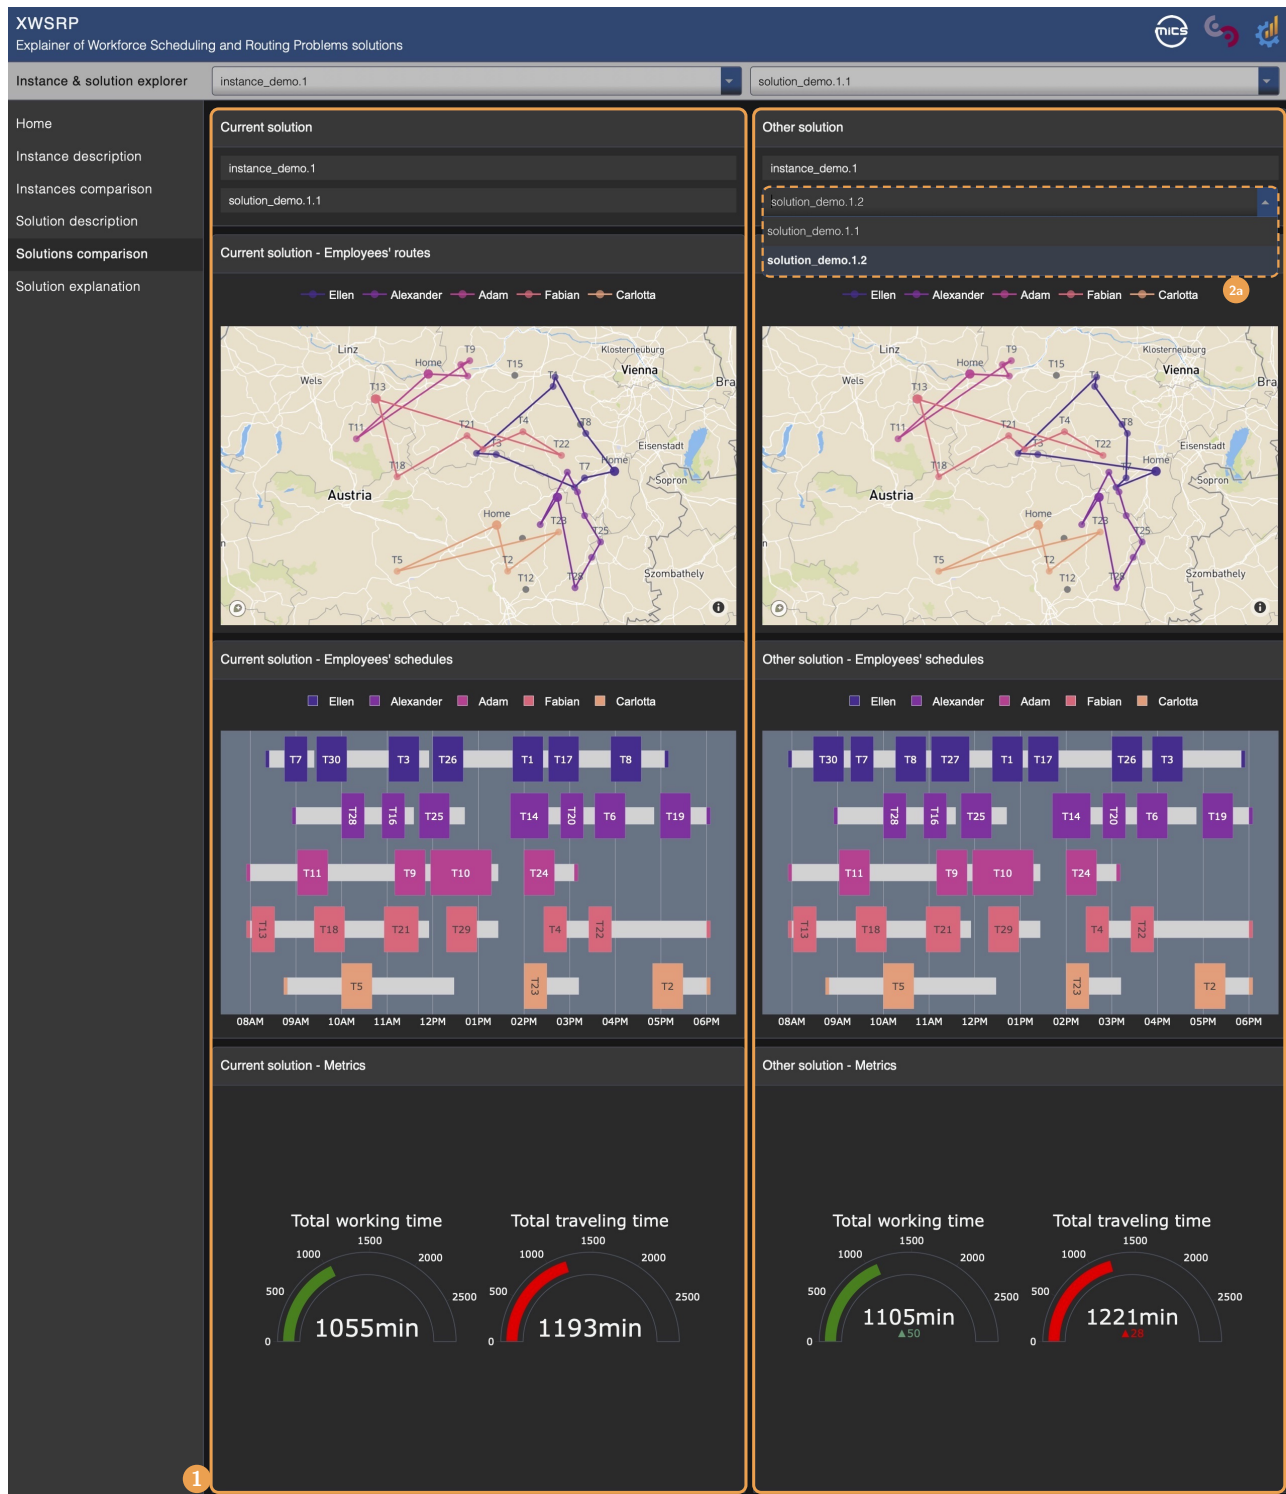 XWSRP
Explainer of Workforce Scheduling and Routing Problems solutions
mics
Instance & solution explorer
instance_demo.1
solution_demo.1.1
Home
Instance description
Instances comparison
Solution description
Solutions comparison
Solution explanation
Current solution
instance_demo.1
solution_demo.1.1
Current solution - Employees' routes
Ellen Alexander Adam Fabian Carlotta
Linz T9 Klosterneuburg
Home T15 Vienna
Wels T13 Bra
T11 T21 T4 T8
T3 T22 Eisenstadt
T18 T7 Home
Sopron
Austria
Home T23 T25
T5 T2
T12 T28 Szombathely
Current solution - Employees' schedules
Ellen Alexander Adam Fabian Carlotta
T7 T30 T3 T26 T1 T17 T8
T28 T16 T25 T14 T20 T6 T19
T11 T9 T10 T24
T13 T18 T21 T29 T4 T22
T5 T23 T2
08AM 09AM 10AM 11AM 12PM 01PM 02PM 03PM 04PM 05PM 06PM
Current solution - Metrics
Total working time
0 500 1000 1500 2000 2500
1055min
Total traveling time
0 500 1000 1500 2000 2500
1193min
1
Other solution
instance_demo.1
solution_demo.1.2
solution_demo.1.1
solution_demo.1.2
2a
Ellen Alexander Adam Fabian Carlotta
Linz T9 Klosterneuburg
Home T15 Vienna
Wels T13 Bra
T11 T21 T4 T8
T3 T22 Eisenstadt
T18 Home
Sopron
Austria
Home T23 T25
T5 T2
T12 T28 Szombathely
Other solution - Employees' schedules
Ellen Alexander Adam Fabian Carlotta
T30 T7 T8 T27 T1 T17 T26 T3
T28 T16 T25 T14 T20 T6 T19
T11 T9 T10 T24
T13 T18 T21 T29 T4 T22
T5 T23 T2
08AM 09AM 10AM 11AM 12PM 01PM 02PM 03PM 04PM 05PM 06PM
Other solution - Metrics
Total working time
0 500 1000 1500 2000 2500
1105min
▲50
Total traveling time
0 500 1000 1500 2000 2500
1221min
▲28